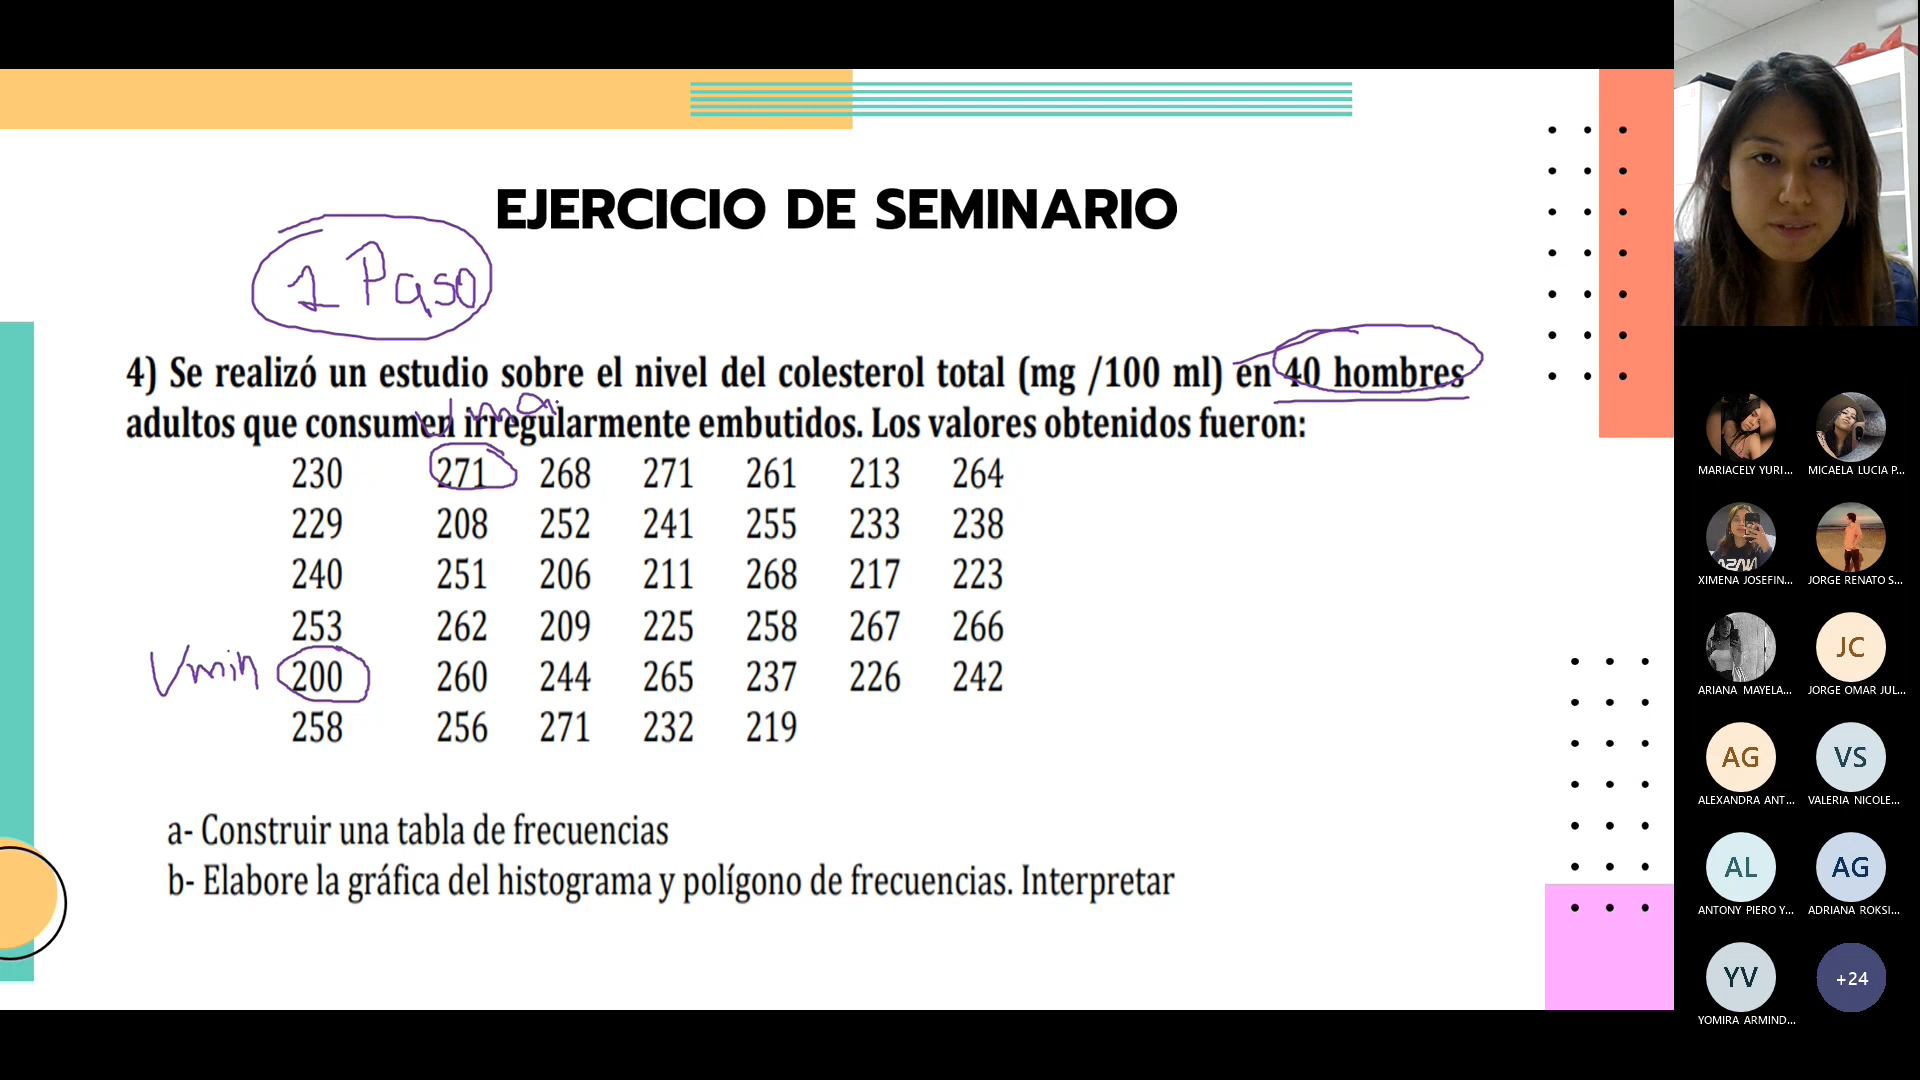 EJERCICIO DE SEMINARIO
1 Paso
4) Se realizó un estudio sobre el nivel del colesterol total (mg /100 ml) en 40 hombres
Vmax
adultos que consumen irregularmente embutidos. Los valores obtenidos fueron:
230 271 268 271 261 213 264
229 208 252 241 255 233 238
240 251 206 211 268 217 223
253 262 209 225 258 267 266
Vmin 200 260 244 265 237 226 242
258 256 271 232 219
a- Construir una tabla de frecuencias
b- Elabore la gráfica del histograma y polígono de frecuencias. Interpretar
MARIACELY YURI... MICAELA LUCIA P...
XIMENA JOSEFIN... JORGE RENATO S...
JC
ARIANA MAYELA... JORGE OMAR JUL...
AG VS
ALEXANDRA ANT... VALERIA NICOLE...
AL AG
ANTONY PIERO Y... ADRIANA ROKSI...
YV +24
YOMIRA ARMIND...